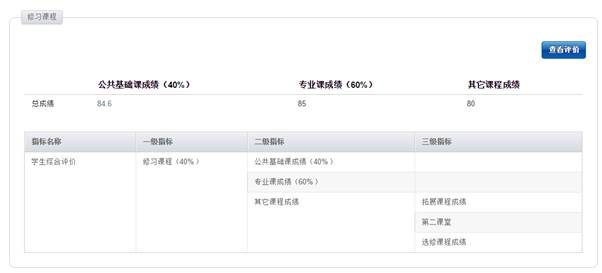 修习课程
查看评价
公共基础课成绩（40%） 专业课成绩（60%） 其它课程成绩
总成绩 84.6 85 80
指标名称 一级指标 二级指标 三级指标
学生综合评价 修习课程（40%） 公共基础课成绩（40%）
专业课成绩（60%）
其它课程成绩 拓展课程成绩
第二课堂
选修课程成绩